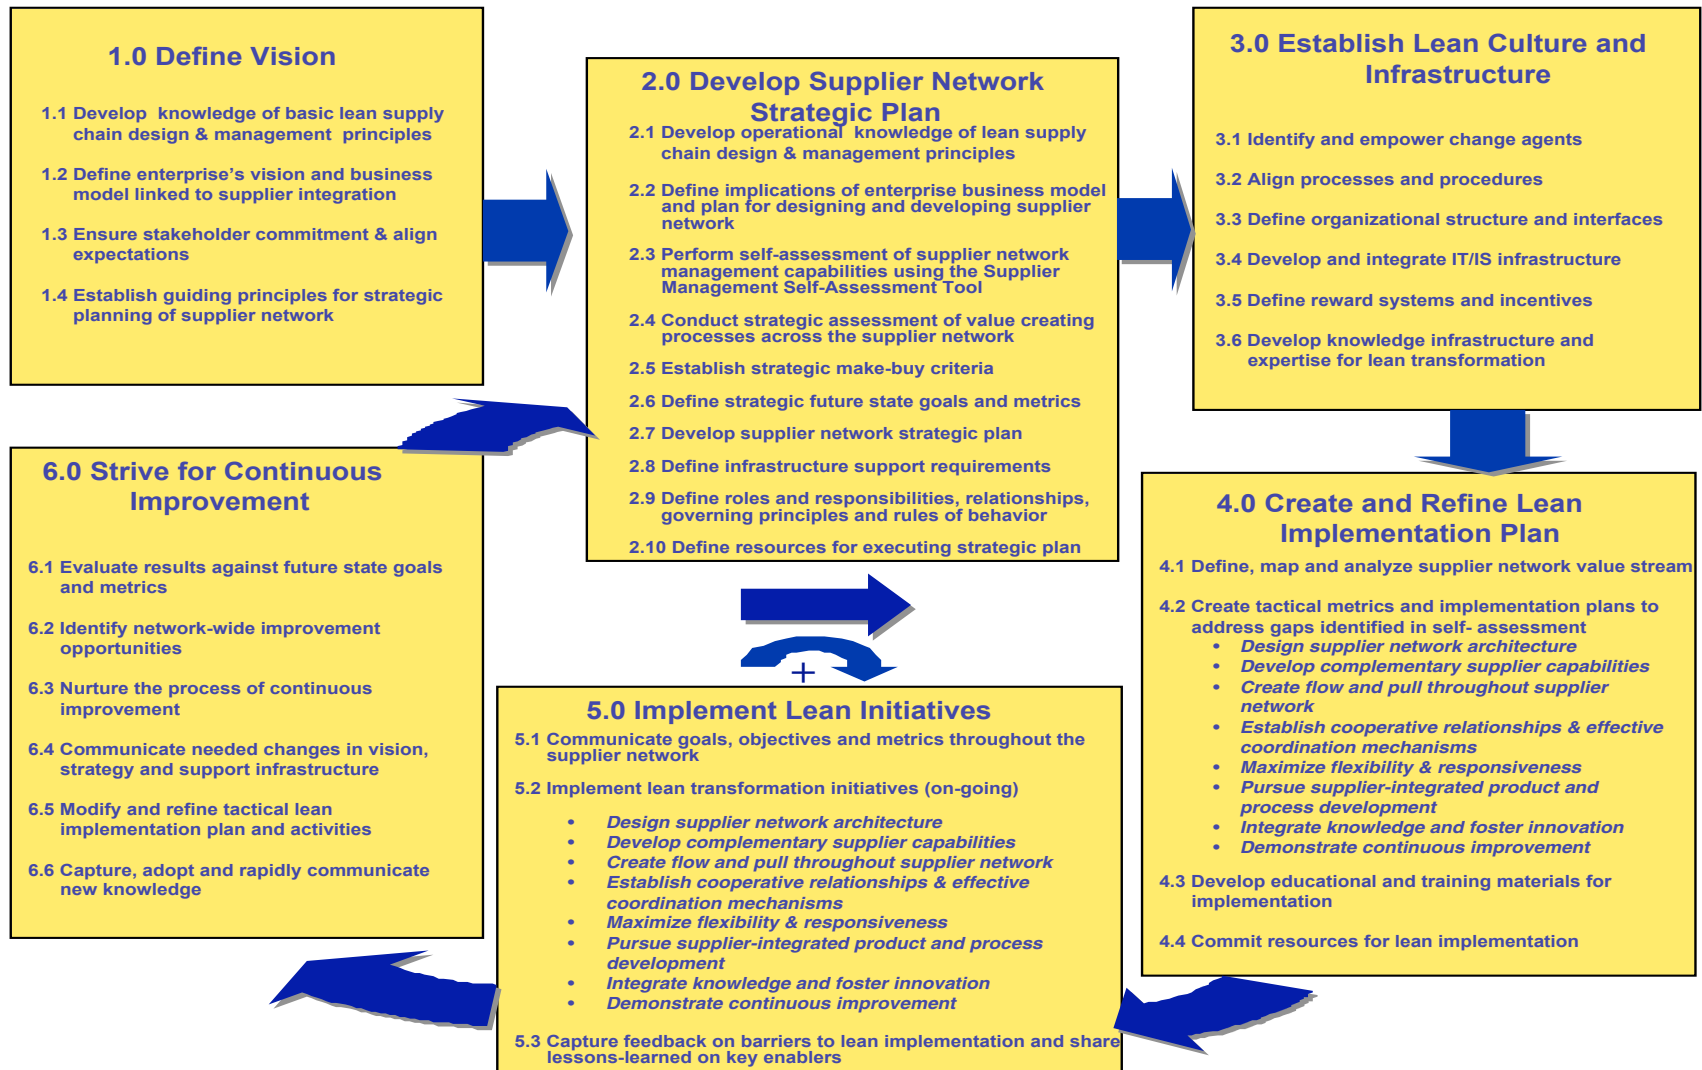 1.0 Define Vision
1.1 Develop knowledge of basic lean supply
chain design & management principles
1.2 Define enterprise's vision and business
model linked to supplier integration
1.3 Ensure stakeholder commitment & align
expectations
1.4 Establish guiding principles for strategic
planning of supplier network
2.0 Develop Supplier Network
Strategic Plan
2.1 Develop operational knowledge of lean supply
chain design & management principles
2.2 Define implications of enterprise business model
and plan for designing and developing supplier
network
2.3 Perform self-assessment of supplier network
management capabilities using the Supplier
Management Self-Assessment Tool
2.4 Conduct strategic assessment of value creating
processes across the supplier network
2.5 Establish strategic make-buy criteria
2.6 Define strategic future state goals and metrics
2.7 Develop supplier network strategic plan
2.8 Define infrastructure support requirements
2.9 Define roles and responsibilities, relationships,
governing principles and rules of behavior
2.10 Define resources for executing strategic plan
3.0 Establish Lean Culture and
Infrastructure
3.1 Identify and empower change agents
3.2 Align processes and procedures
3.3 Define organizational structure and interfaces
3.4 Develop and integrate IT/IS infrastructure
3.5 Define reward systems and incentives
3.6 Develop knowledge infrastructure and
expertise for lean transformation
4.0 Create and Refine Lean
Implementation Plan
4.1 Define, map and analyze supplier network value stream
4.2 Create tactical metrics and implementation plans to
address gaps identified in self- assessment
• Design supplier network architecture
• Develop complementary supplier capabilities
• Create flow and pull throughout supplier
network
• Establish cooperative relationships & effective
coordination mechanisms
• Maximize flexibility & responsiveness
• Pursue supplier-integrated product and
process development
• Integrate knowledge and foster innovation
• Demonstrate continuous improvement
4.3 Develop educational and training materials for
implementation
4.4 Commit resources for lean implementation
+
5.0 Implement Lean Initiatives
5.1 Communicate goals, objectives and metrics throughout the
supplier network
5.2 Implement lean transformation initiatives (on-going)
• Design supplier network architecture
• Develop complementary supplier capabilities
• Create flow and pull throughout supplier network
• Establish cooperative relationships & effective
coordination mechanisms
• Maximize flexibility & responsiveness
• Pursue supplier-integrated product and process
development
• Integrate knowledge and foster innovation
• Demonstrate continuous improvement
5.3 Capture feedback on barriers to lean implementation and share
lessons-learned on key enablers
6.0 Strive for Continuous
Improvement
6.1 Evaluate results against future state goals
and metrics
6.2 Identify network-wide improvement
opportunities
6.3 Nurture the process of continuous
improvement
6.4 Communicate needed changes in vision,
strategy and support infrastructure
6.5 Modify and refine tactical lean
implementation plan and activities
6.6 Capture, adopt and rapidly communicate
new knowledge